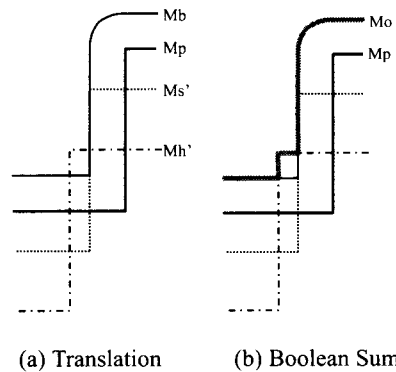 Mb
Mp
Ms'
Mh'
Mo
Mp
(a) Translation
(b) Boolean Sum